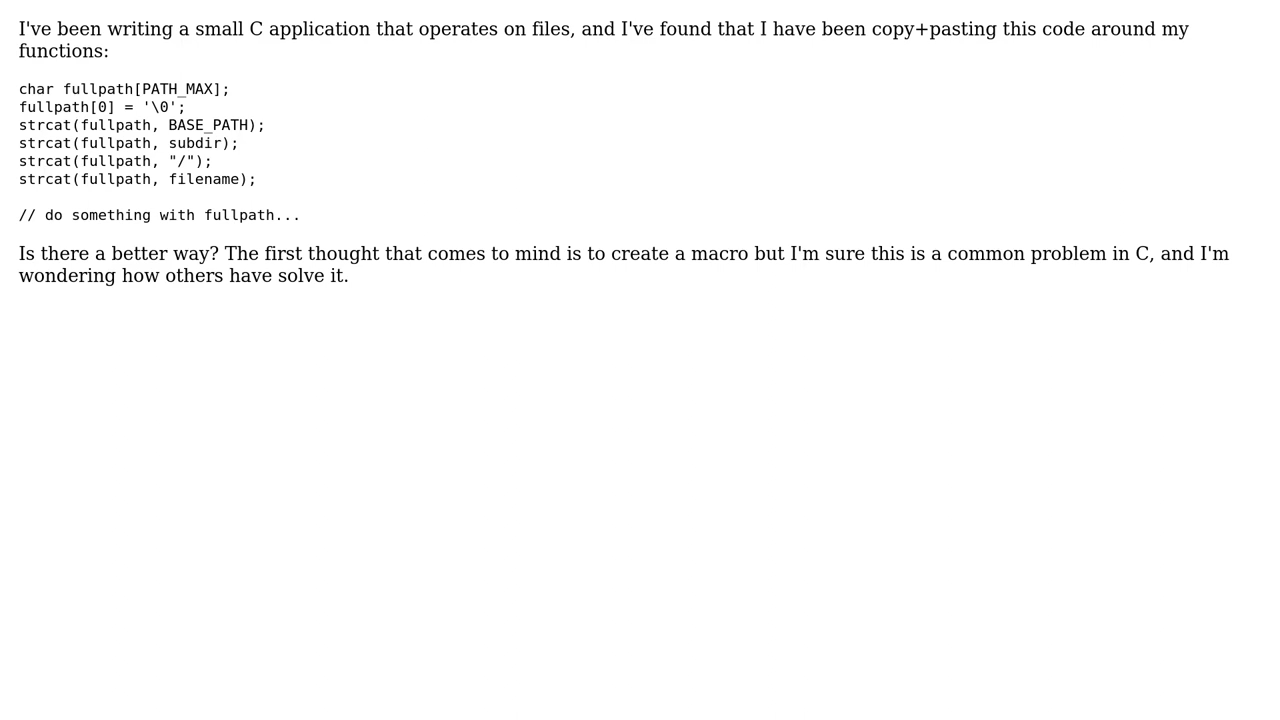 I've been writing a small C application that operates on files, and I've found that I have been copy+pasting this code around my
functions:
char fullpath[PATH_MAX];
fullpath[0] = '\0';
strcat(fullpath, BASE_PATH);
strcat(fullpath, subdir);
strcat(fullpath, "/");
strcat(fullpath, filename);
// do something with fullpath...
Is there a better way? The first thought that comes to mind is to create a macro but I'm sure this is a common problem in C, and I'm
wondering how others have solve it.